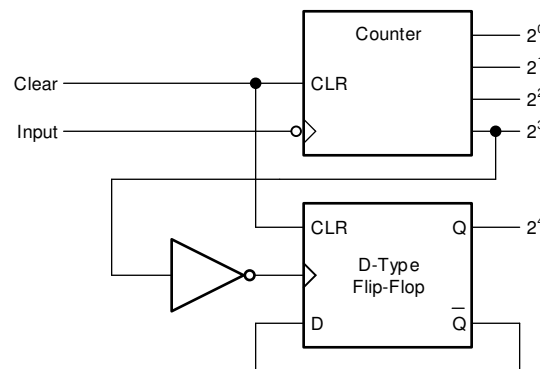 Counter
2⁰
2¹
Clear
CLR
2²
Input
2³
CLR
Q
2⁴
D-Type
Flip-Flop
D
Q̅